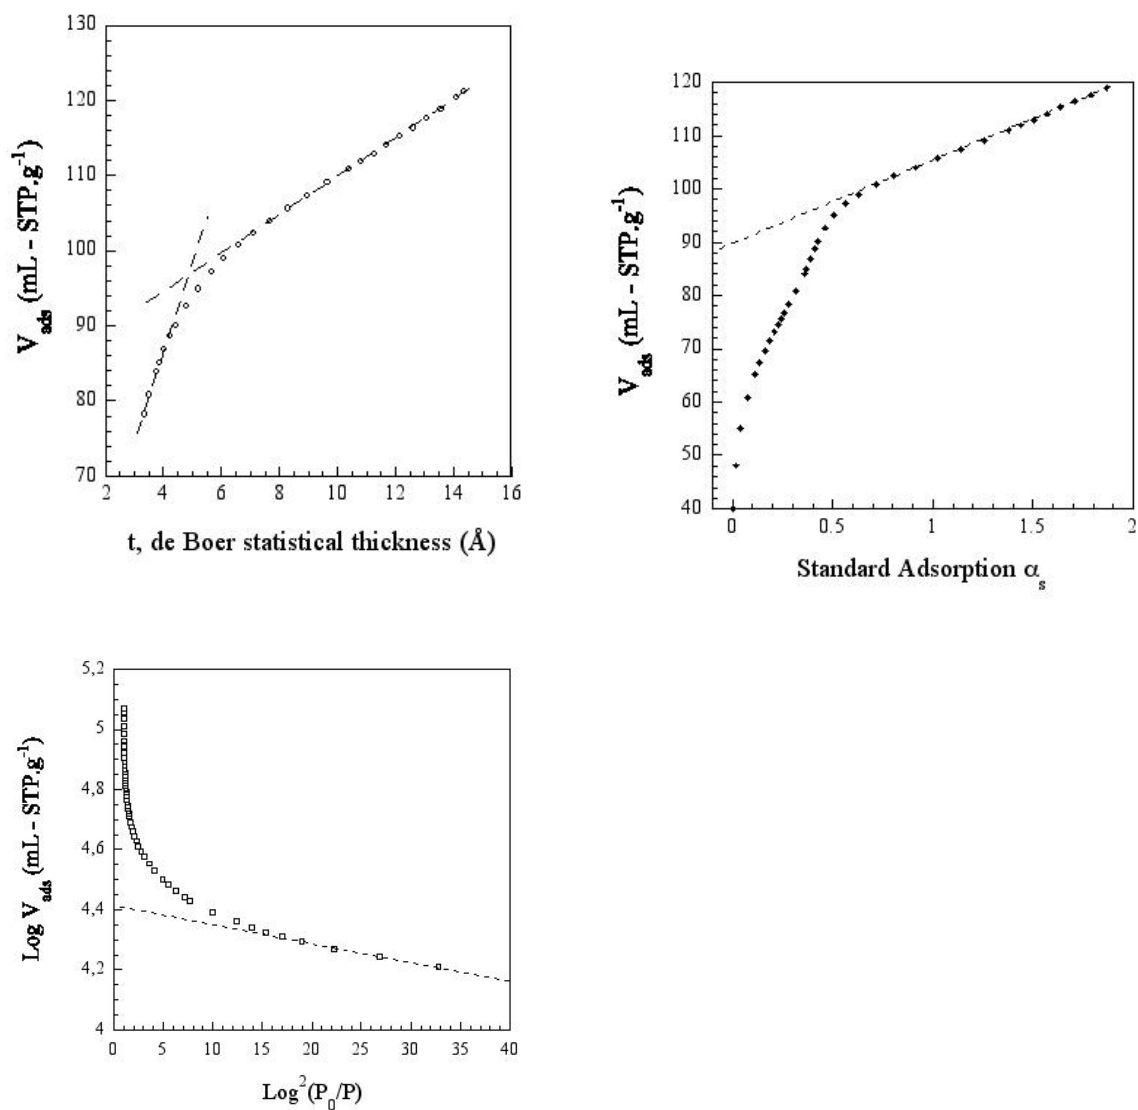 130
120
110
100
90
80
70
V_ads (mL - STP.g^-1)
2 4 6 8 10 12 14 16
t, de Boer statistical thickness (Å)
120
110
100
90
80
70
60
50
40
V_ads (mL - STP.g^-1)
0 0.5 1 1.5 2
Standard Adsorption α_s
5,2
5
4,8
4,6
4,4
4,2
4
Log V_ads (mL - STP.g^-1)
0 5 10 15 20 25 30 35 40
Log^2(P_0/P)